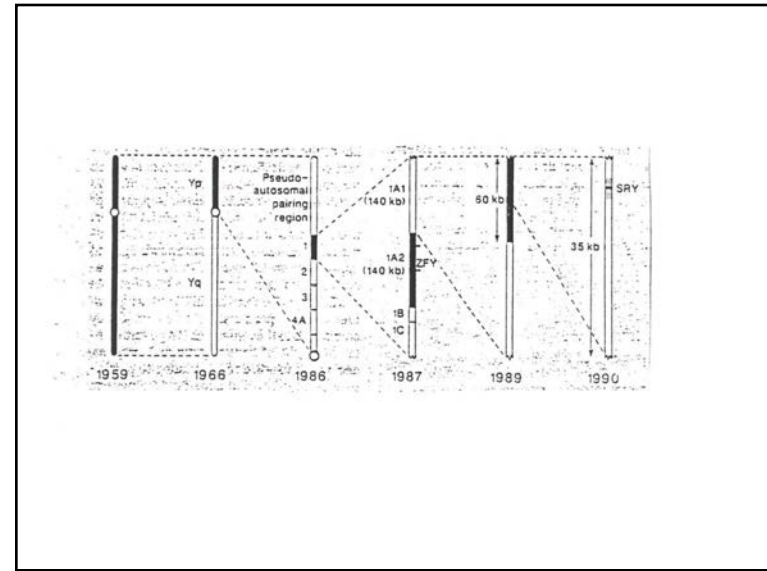 Yp
Yq
Pseudo-
autosomal
pairing
region
1
2
3
4A
1A1
(140 kb)
1A2
(140 kb)
ZFY
1B
1C
60 kb
35 kb
SRY
1959
1966
1986
1987
1989
1990